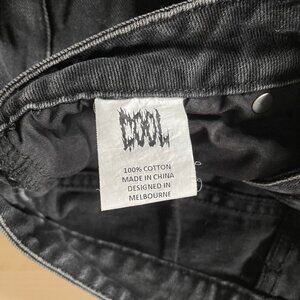 COOL
100% COTTON
MADE IN CHINA
DESIGNED IN
MELBOURNE